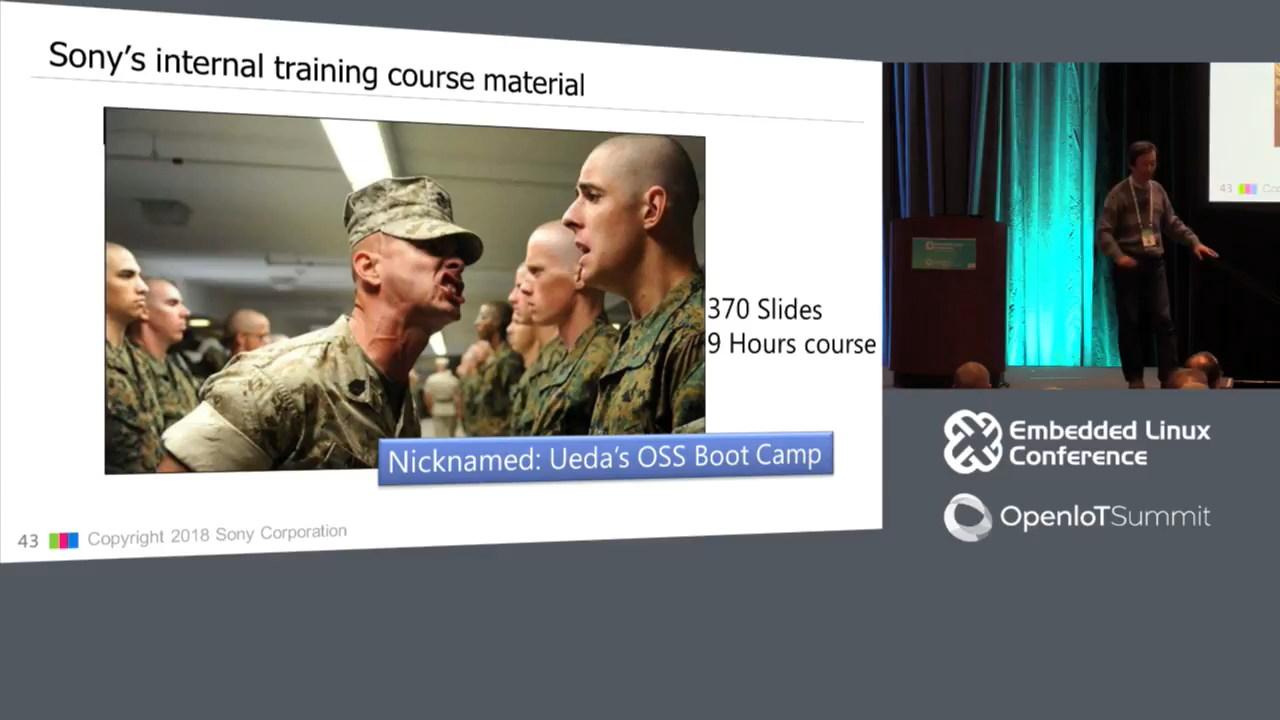 Sony's internal training course material
370 Slides
9 Hours course
Nicknamed: Ueda's OSS Boot Camp
43
Copyright 2018 Sony Corporation
43
Embedded Linux
Conference
OpenIoTSummit